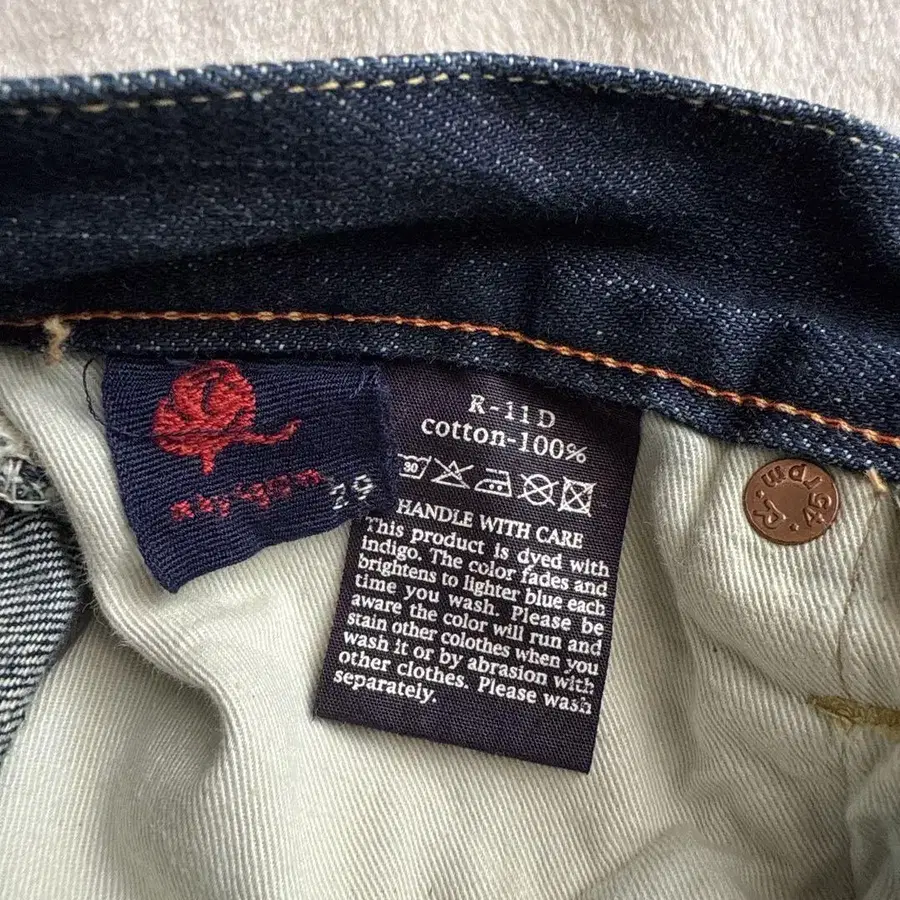 29
R-11D
cotton-100%
30
HANDLE WITH CARE
This product is dyed with
indigo. The color fades and
brightens to lighter blue each
time you wash. Please be
aware the color will run and
stain other colothes when you
wash it or by abrasion with
other clothes. Please wash
separately.
45rpm R.